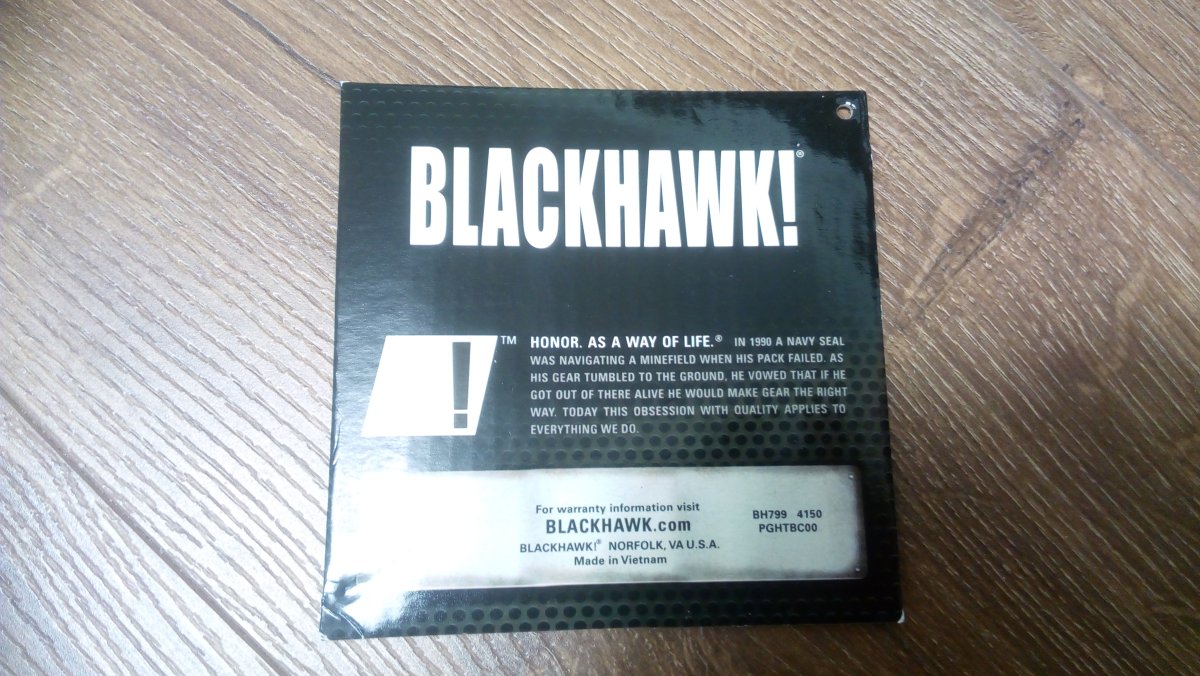 BLACKHAWK!®
!™
HONOR. AS A WAY OF LIFE.® IN 1990 A NAVY SEAL
WAS NAVIGATING A MINEFIELD WHEN HIS PACK FAILED. AS
HIS GEAR TUMBLED TO THE GROUND, HE VOWED THAT IF HE
GOT OUT OF THERE ALIVE HE WOULD MAKE GEAR THE RIGHT
WAY. TODAY THIS OBSESSION WITH QUALITY APPLIES TO
EVERYTHING WE DO.
For warranty information visit
BLACKHAWK.com
BLACKHAWK!® NORFOLK, VA U.S.A.
Made in Vietnam
BH799 4150
PGHTBC00